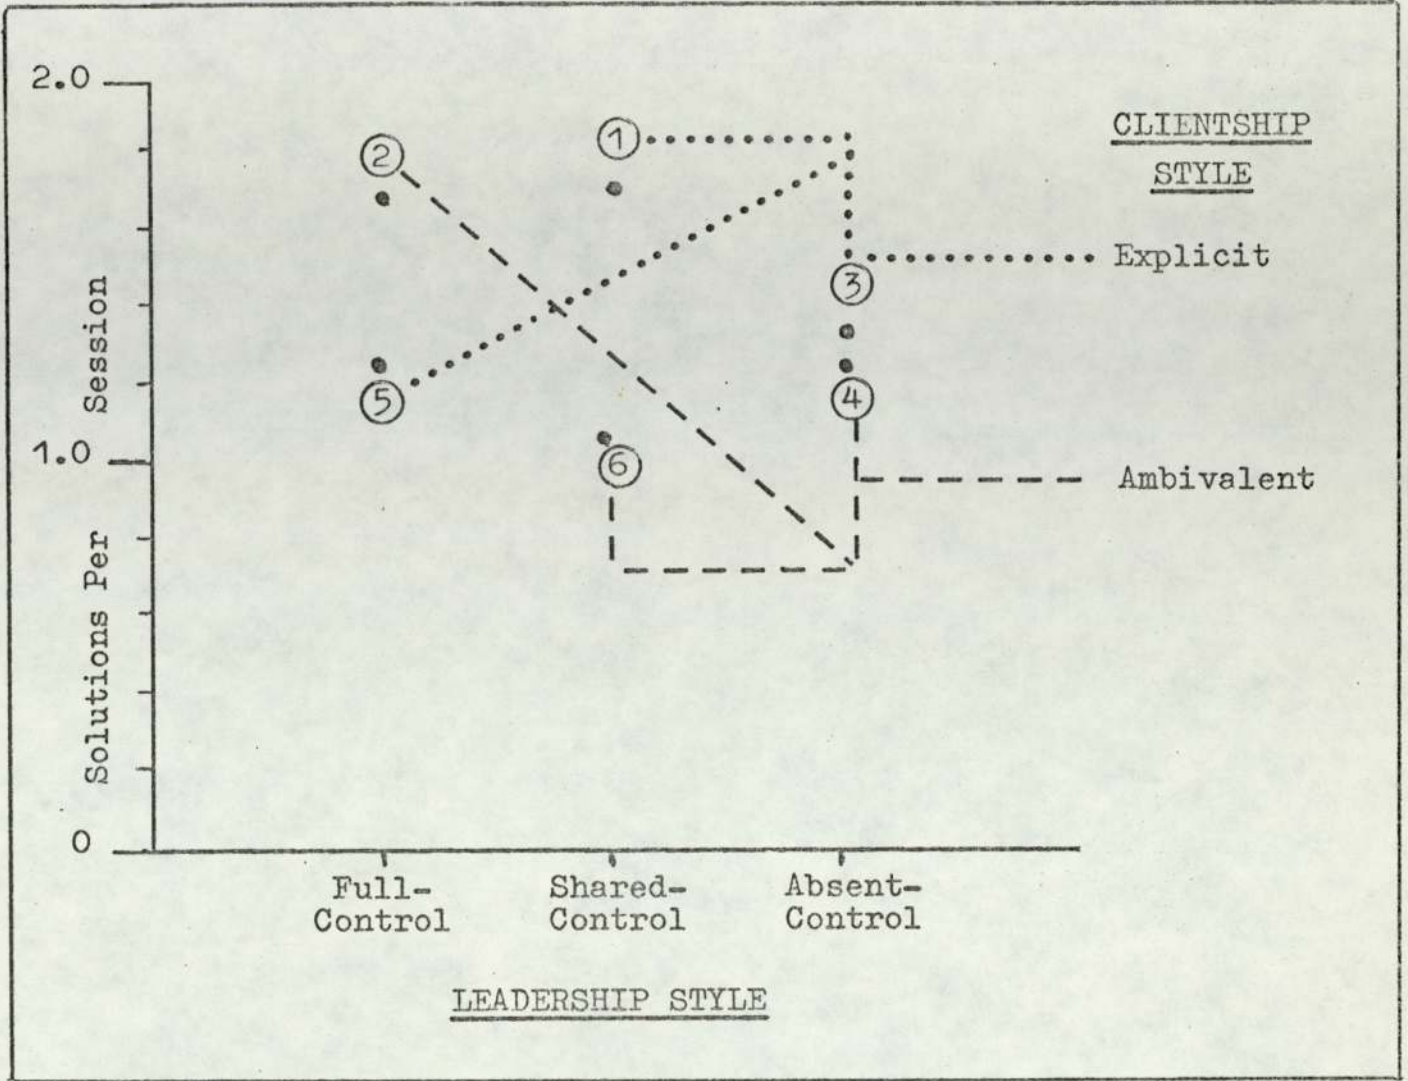 2.0
1.0
0
Solutions Per Session
CLIENTSHIP
STYLE
Explicit
Ambivalent
1
2
3
4
5
6
Full-
Control
Shared-
Control
Absent-
Control
LEADERSHIP STYLE